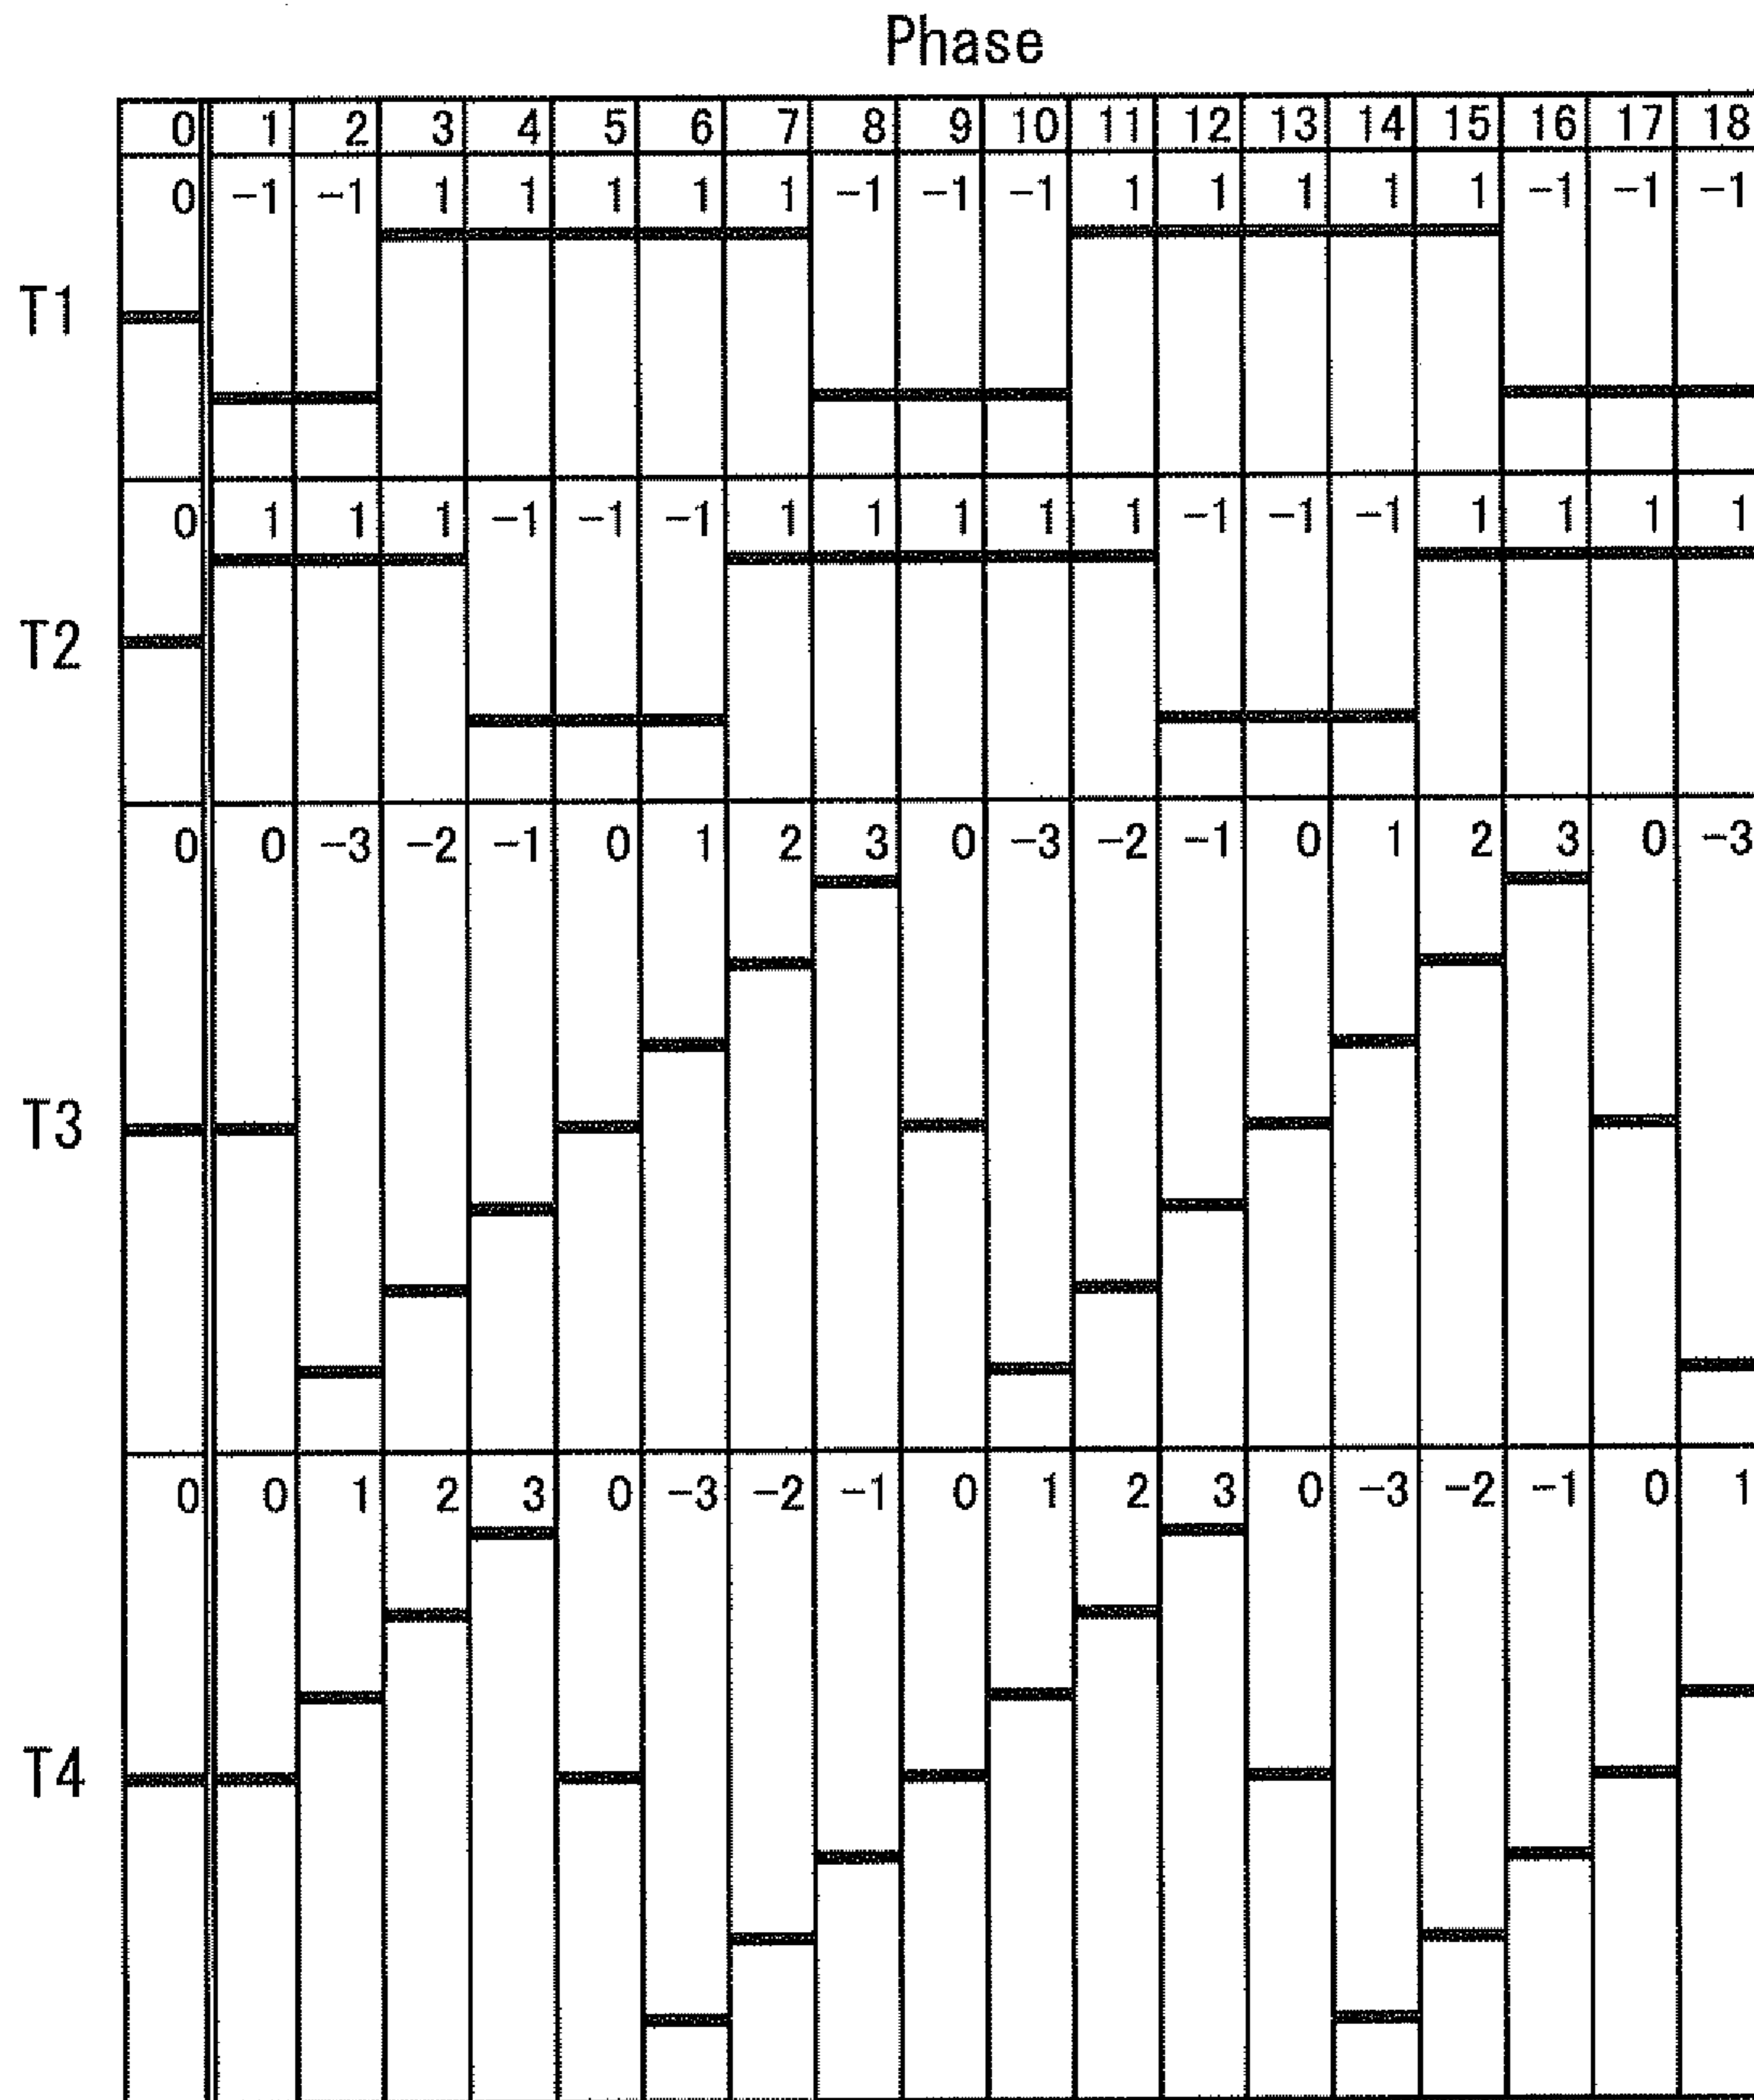 Phase
0 1 2 3 4 5 6 7 8 9 10 11 12 13 14 15 16 17 18
0 -1 -1 1 1 1 1 1 -1 -1 -1 1 1 1 1 1 -1 -1 -1
T1
0 1 1 1 -1 -1 -1 1 1 1 1 1 -1 -1 -1 1 1 1 1
T2
0 0 -3 -2 -1 0 1 2 3 0 -3 -2 -1 0 1 2 3 0 -3
T3
0 0 1 2 3 0 -3 -2 -1 0 1 2 3 0 -3 -2 -1 0 1
T4